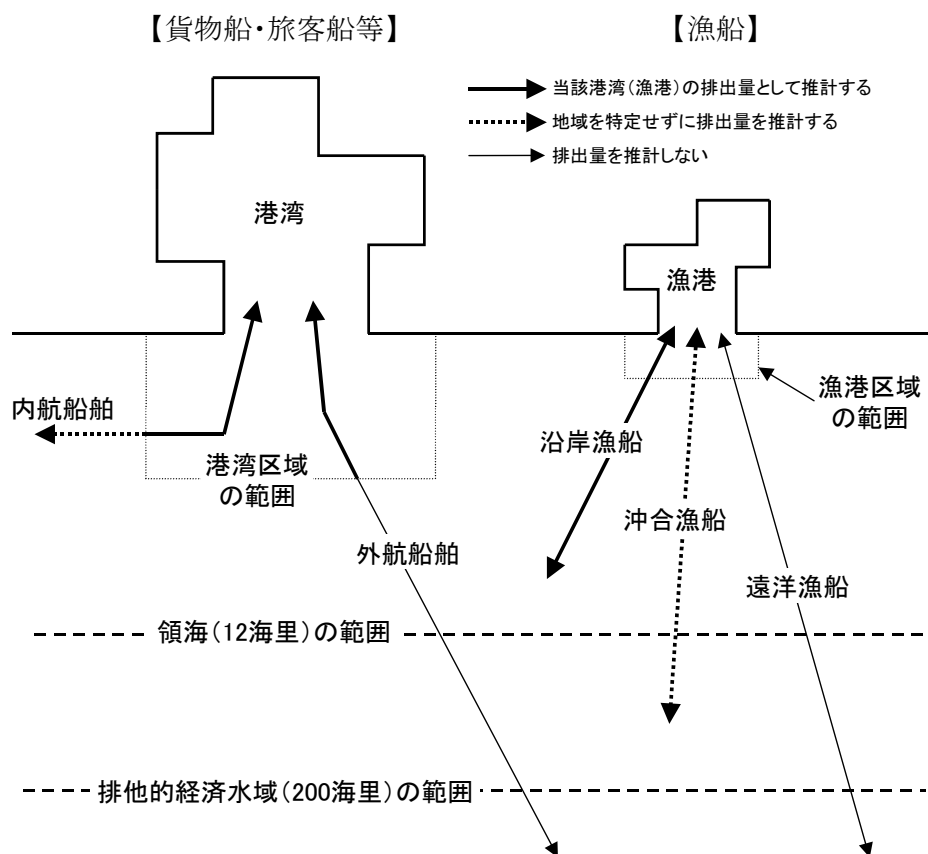 【貨物船・旅客船等】
【漁船】
当該港湾(漁港)の排出量として推計する
地域を特定せずに排出量を推計する
排出量を推計しない
港湾
漁港
内航船舶
港湾区域
の範囲
外航船舶
沿岸漁船
沖合漁船
遠洋漁船
漁港区域
の範囲
領海(12海里)の範囲
排他的経済水域(200海里)の範囲